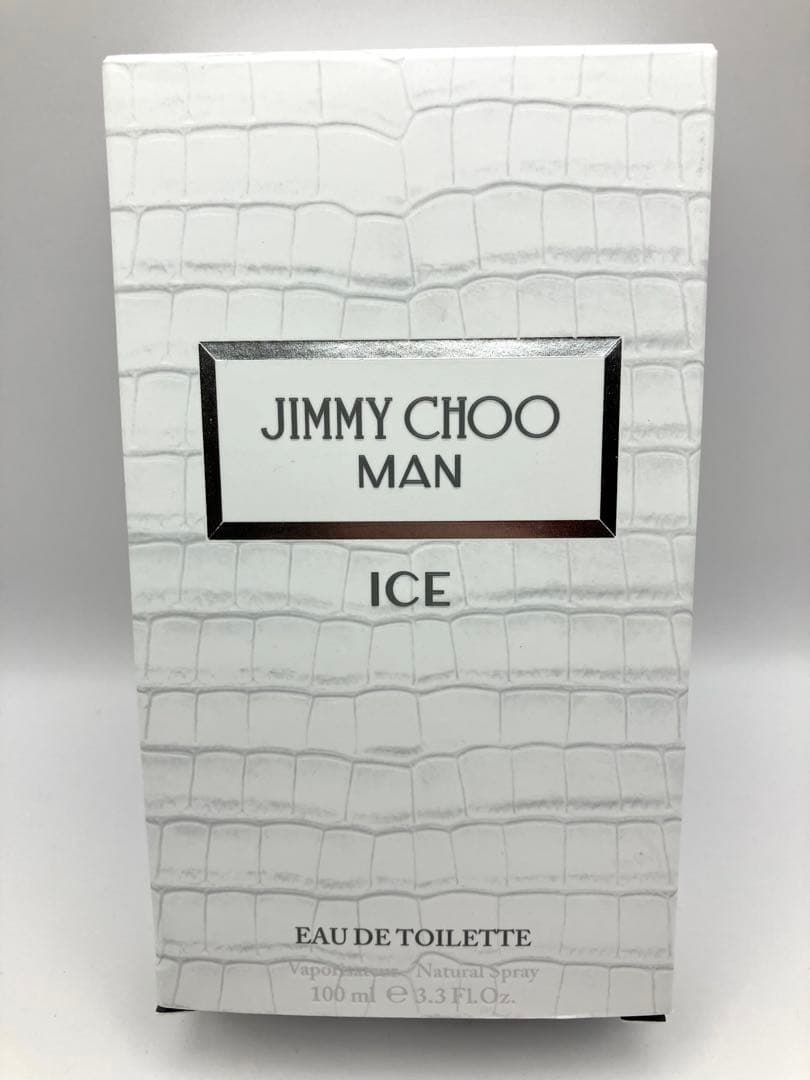 JIMMY CHOO
MAN
ICE
EAU DE TOILETTE
Vaporisateur - Natural Spray
100 ml ℮ 3.3 Fl.Oz.